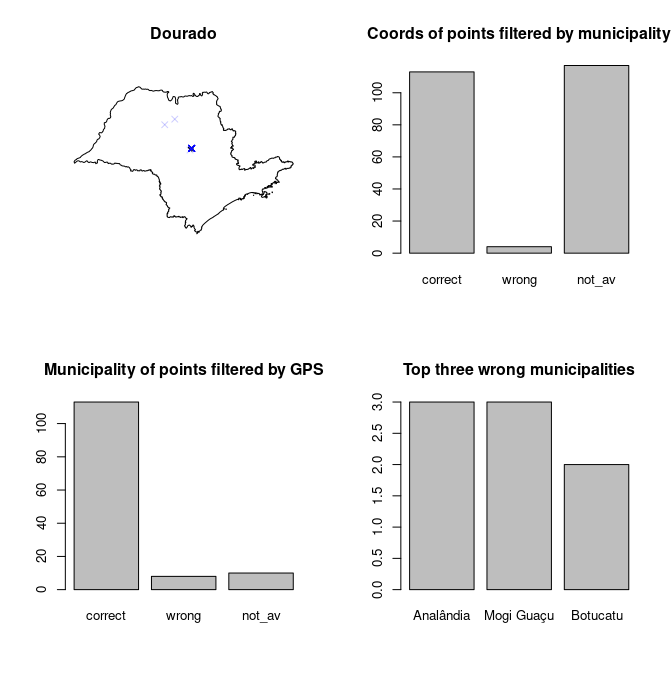 Dourado
Coords of points filtered by municipality
0
20
40
60
80
100
correct wrong not_av
Municipality of points filtered by GPS
0
20
40
60
80
100
correct wrong not_av
Top three wrong municipalities
0.0
0.5
1.0
1.5
2.0
2.5
3.0
Analândia Mogi Guaçu Botucatu